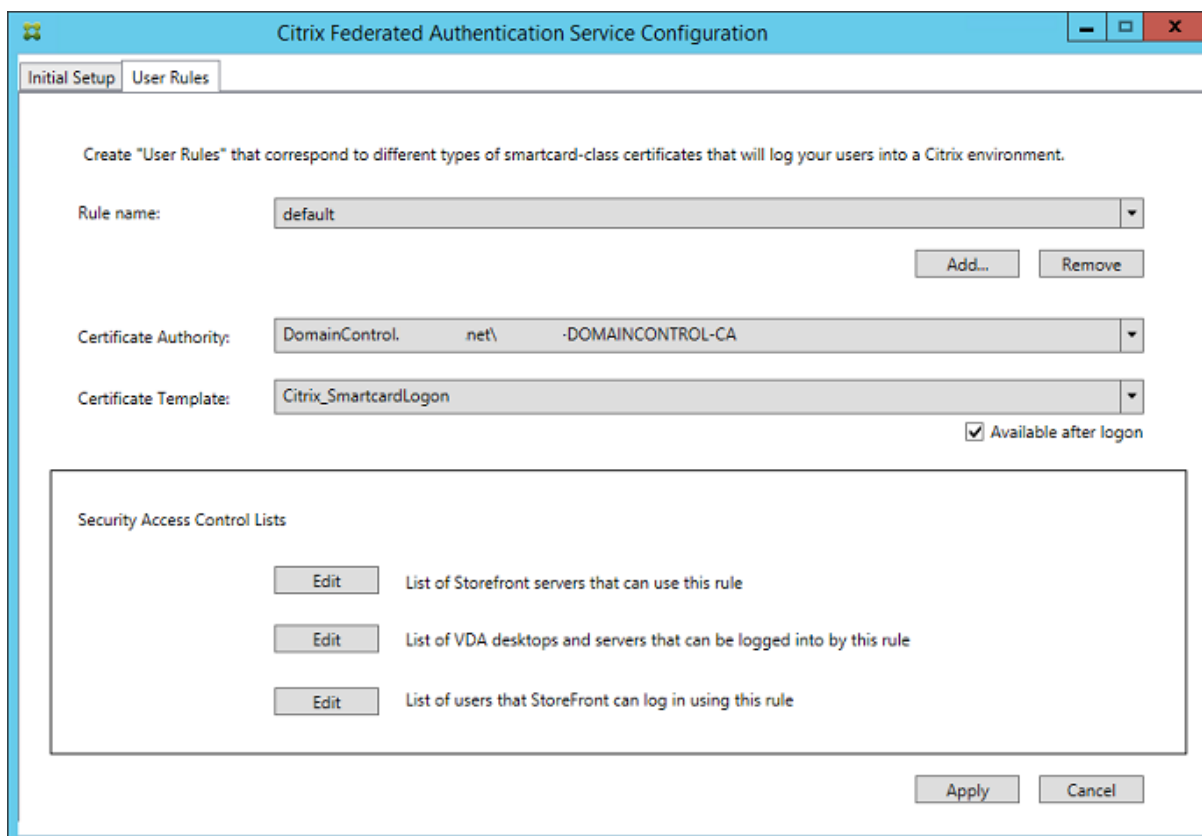 Citrix Federated Authentication Service Configuration
Initial Setup User Rules
Create "User Rules" that correspond to different types of smartcard-class certificates that will log your users into a Citrix environment.
Rule name: default
Add... Remove
Certificate Authority: DomainControl. .net\ -DOMAINCONTROL-CA
Certificate Template: Citrix_SmartcardLogon
Available after logon
Security Access Control Lists
Edit List of Storefront servers that can use this rule
Edit List of VDA desktops and servers that can be logged into by this rule
Edit List of users that StoreFront can log in using this rule
Apply Cancel